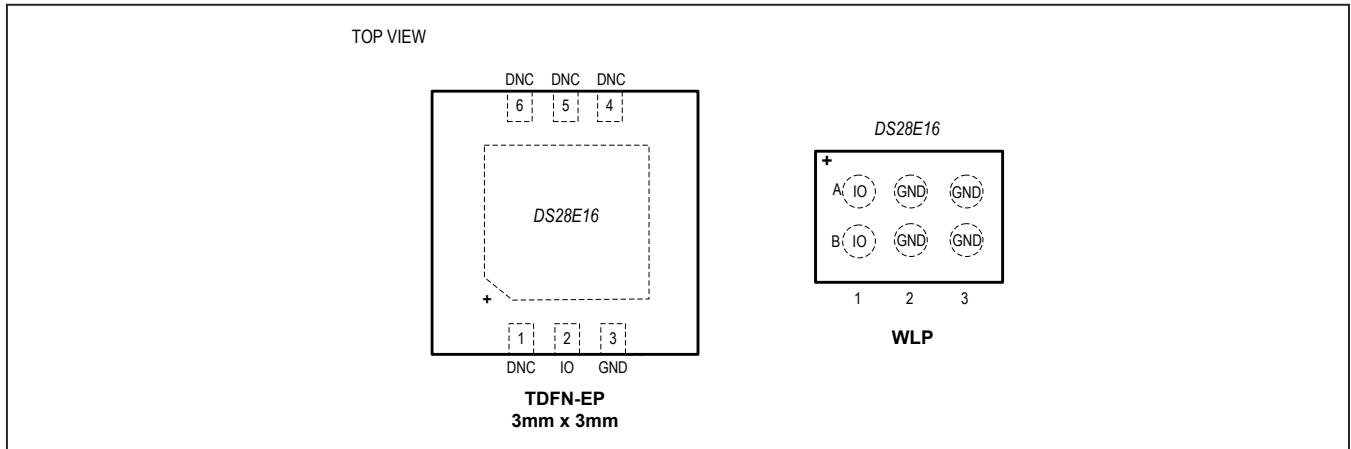 TOP VIEW
DNC DNC DNC
6 5 4
DS28E16
+
1 2 3
DNC IO GND
TDFN-EP
3mm x 3mm
DS28E16
+
A IO GND GND
B IO GND GND
1 2 3
WLP